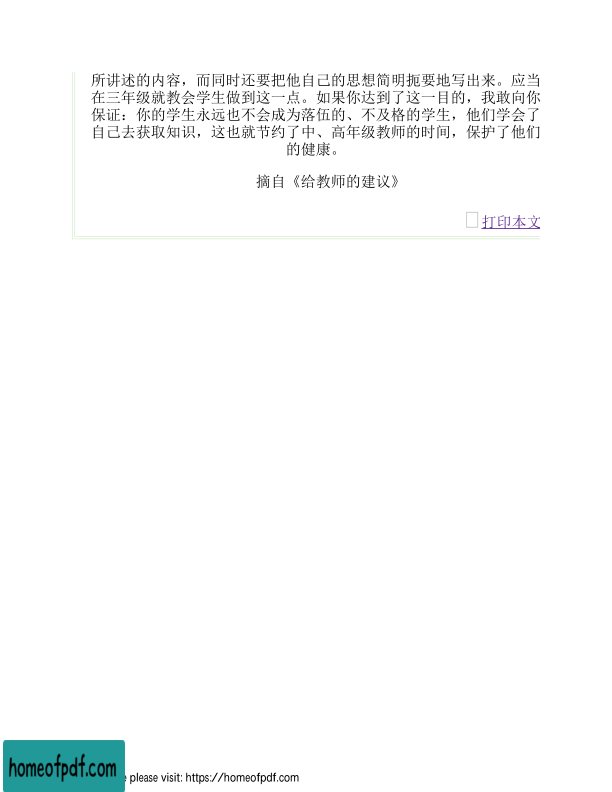 所讲述的内容，而同时还要把他自己的思想简明扼要地写出来。应当
在三年级就教会学生做到这一点。如果你达到了这一目的，我敢向你
保证：你的学生永远也不会成为落伍的、不及格的学生，他们学会了
自己去获取知识，这也就节约了中、高年级教师的时间，保护了他们
的健康。
摘自《给教师的建议》
打印本文
homeofpdf.com
please visit: https://homeofpdf.com